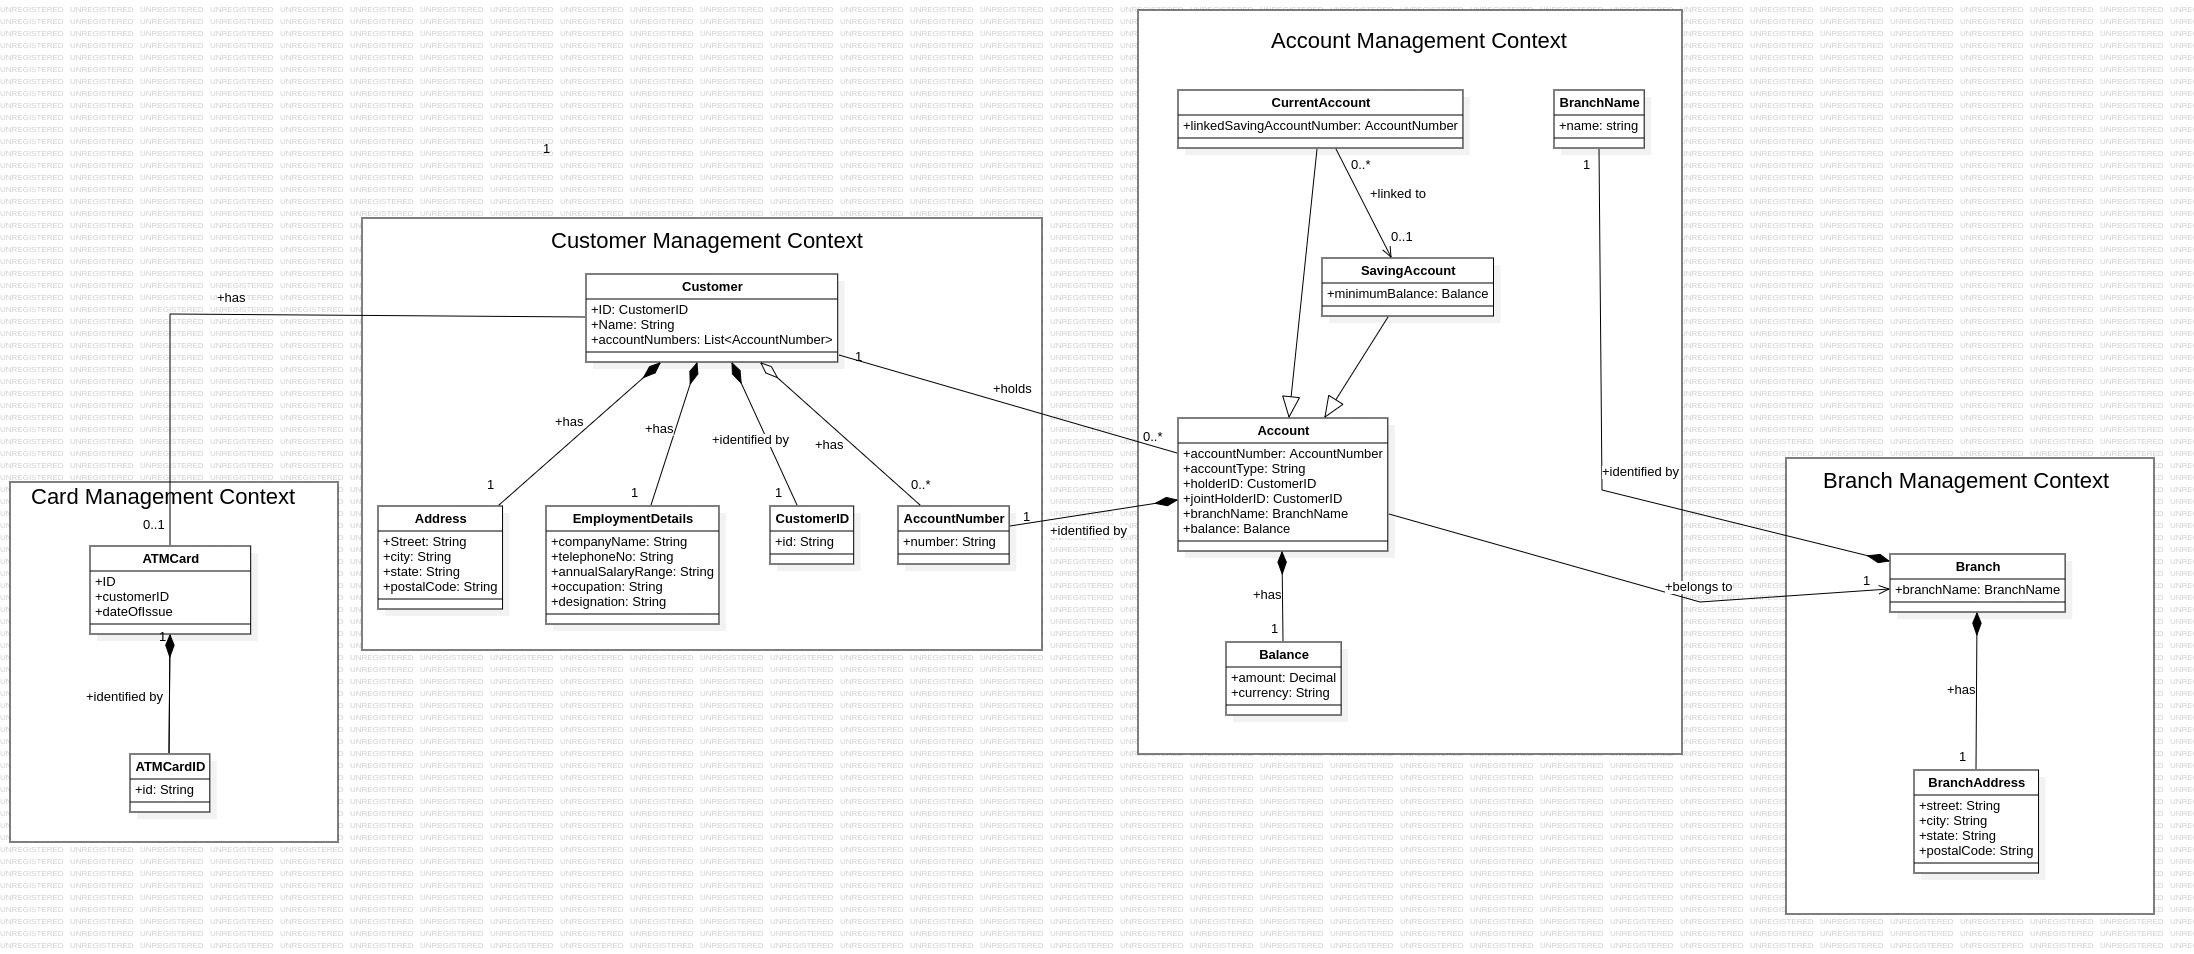 Account Management Context
CurrentAccount
+linkedSavingAccountNumber: AccountNumber
BranchName
+name: string
1
0..*
1
+linked to
0..1
SavingAccount
+minimumBalance: Balance
Customer Management Context
Customer
+ID: CustomerID
+Name: String
+accountNumbers: List<AccountNumber>
+has
1
+holds
0..*
+has
+has
+identified by
+has
1
1
1
0..*
Address
+Street: String
+city: String
+state: String
+postalCode: String
EmploymentDetails
+companyName: String
+telephoneNo: String
+annualSalaryRange: String
+occupation: String
+designation: String
CustomerID
+id: String
AccountNumber
+number: String
1
+identified by
Account
+accountNumber: AccountNumber
+accountType: String
+holderID: CustomerID
+jointHolderID: CustomerID
+branchName: BranchName
+balance: Balance
+has
1
Balance
+amount: Decimal
+currency: String
+identified by
+belongs to
1
Card Management Context
0..1
ATMCard
+ID
+customerID
+dateOfIssue
1
+identified by
ATMCardID
+id: String
Branch Management Context
Branch
+branchName: BranchName
+has
1
BranchAddress
+street: String
+city: String
+state: String
+postalCode: String
UNREGISTERED